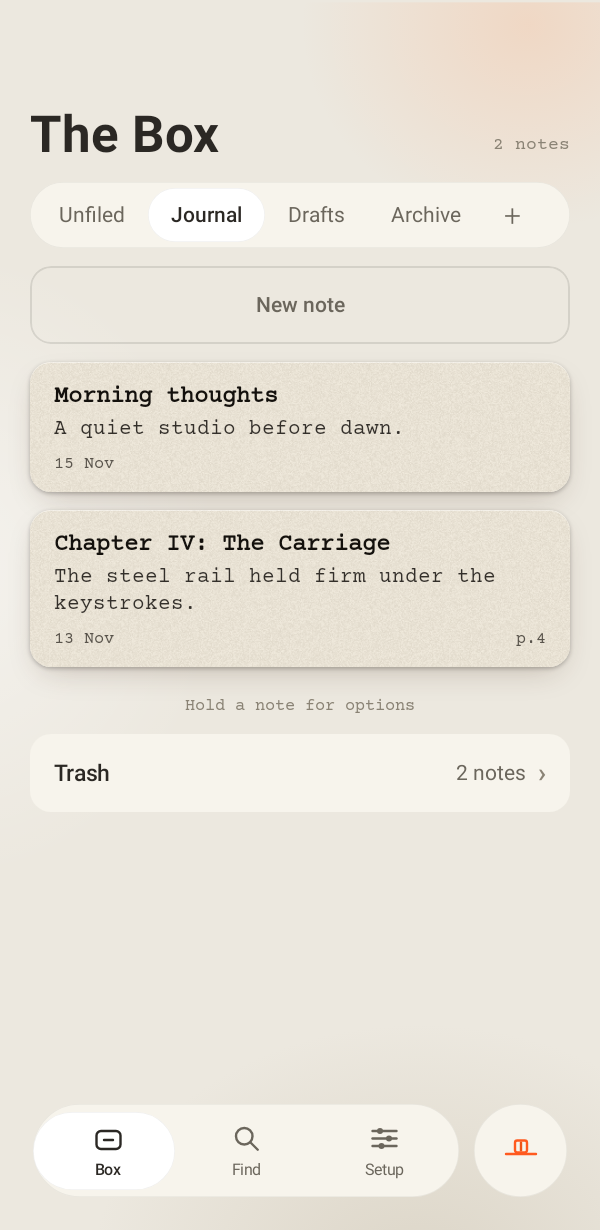 The Box
2 notes
Unfiled Journal Drafts Archive +
New note
Morning thoughts
A quiet studio before dawn.
15 Nov
Chapter IV: The Carriage
The steel rail held firm under the
keystrokes.
13 Nov p.4
Hold a note for options
Trash 2 notes ›
Box Find Setup